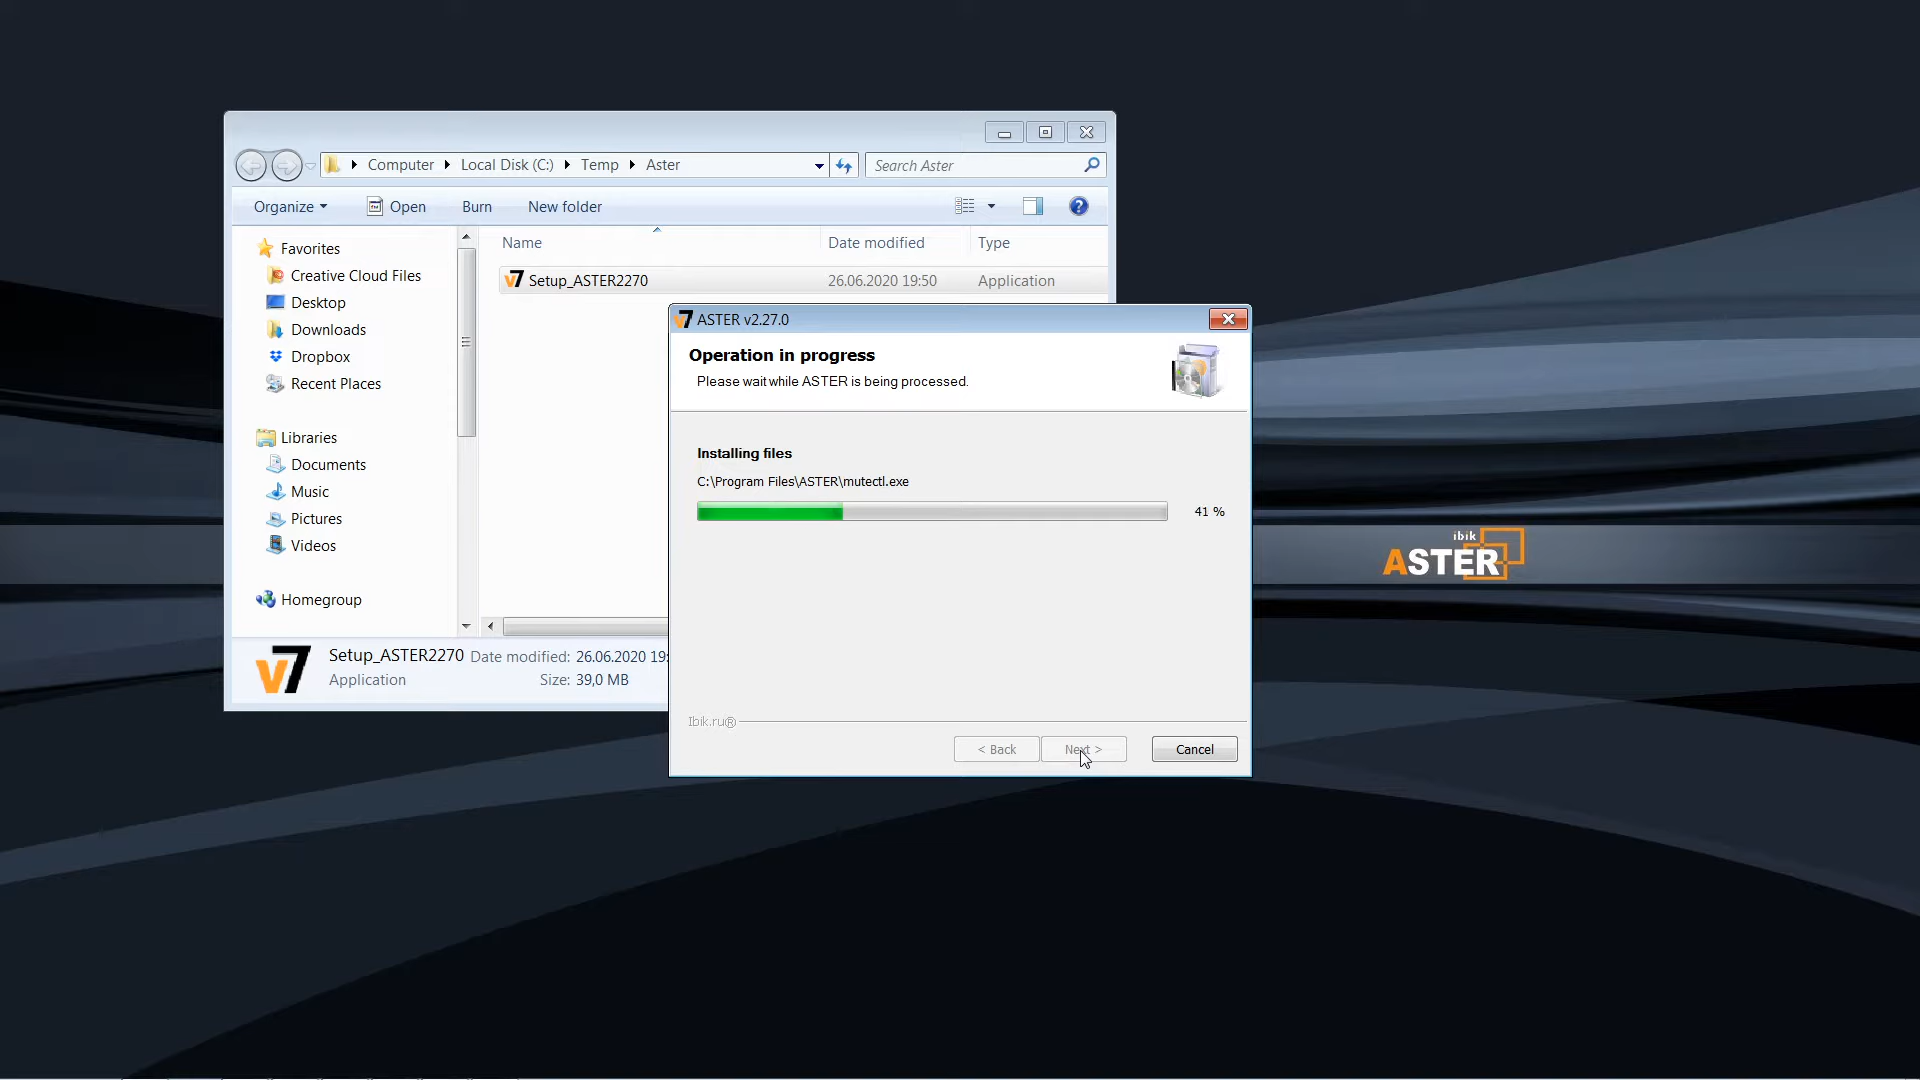 Computer Local Disk (C:) Temp Aster
Search Aster
Organize Open Burn New folder
Favorites
Creative Cloud Files
Desktop
Downloads
Dropbox
Recent Places
Libraries
Documents
Music
Pictures
Videos
Homegroup
Name Date modified Type
v7 Setup_ASTER2270 26.06.2020 19:50 Application
v7
Setup_ASTER2270 Date modified: 26.06.2020 19:
Application Size: 39,0 MB
v7 ASTER v2.27.0
Operation in progress
Please wait while ASTER is being processed.
Installing files
C:\Program Files\ASTER\mutectl.exe
41 %
Ibik.ru®
< Back Next > Cancel
ibik
ASTER